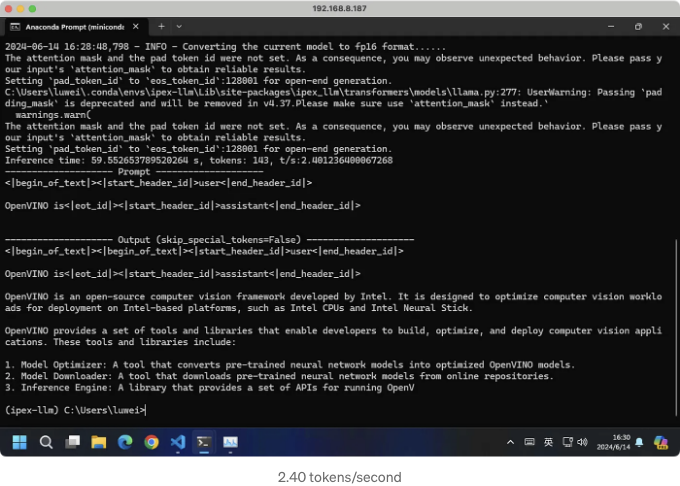 192.168.8.187
Anaconda Prompt (minicond
2024-06-14 16:28:48,798 - INFO - Converting the current model to fp16 format......
The attention mask and the pad token id were not set. As a consequence, you may observe unexpected behavior. Please pass y
our input's `attention_mask` to obtain reliable results.
Setting `pad_token_id` to `eos_token_id`:128001 for open-end generation.
C:\Users\luwei\.conda\envs\ipex-llm\Lib\site-packages\ipex_llm\transformers\models\llama.py:277: UserWarning: Passing `pad
ding_mask` is deprecated and will be removed in v4.37.Please make sure use `attention_mask` instead.`
warnings.warn(
The attention mask and the pad token id were not set. As a consequence, you may observe unexpected behavior. Please pass y
our input's `attention_mask` to obtain reliable results.
Setting `pad_token_id` to `eos_token_id`:128001 for open-end generation.
Inference time: 59.552653789520264 s, tokens: 143, t/s:2.401236400067268
-------------------- Prompt --------------------
<|begin_of_text|><|start_header_id|>user<|end_header_id|>
OpenVINO is<|eot_id|><|start_header_id|>assistant<|end_header_id|>
-------------------- Output (skip_special_tokens=False) --------------------
<|begin_of_text|><|begin_of_text|><|start_header_id|>user<|end_header_id|>
OpenVINO is<|eot_id|><|start_header_id|>assistant<|end_header_id|>
OpenVINO is an open-source computer vision framework developed by Intel. It is designed to optimize computer vision worklo
ads for deployment on Intel-based platforms, such as Intel CPUs and Intel Neural Stick.
OpenVINO provides a set of tools and libraries that enable developers to build, optimize, and deploy computer vision appli
cations. These tools and libraries include:
1. Model Optimizer: A tool that converts pre-trained neural network models into optimized OpenVINO models.
2. Model Downloader: A tool that downloads pre-trained neural network models from online repositories.
3. Inference Engine: A library that provides a set of APIs for running OpenV
(ipex-llm) C:\Users\luwei>
英
16:30
2024/6/14
2.40 tokens/second